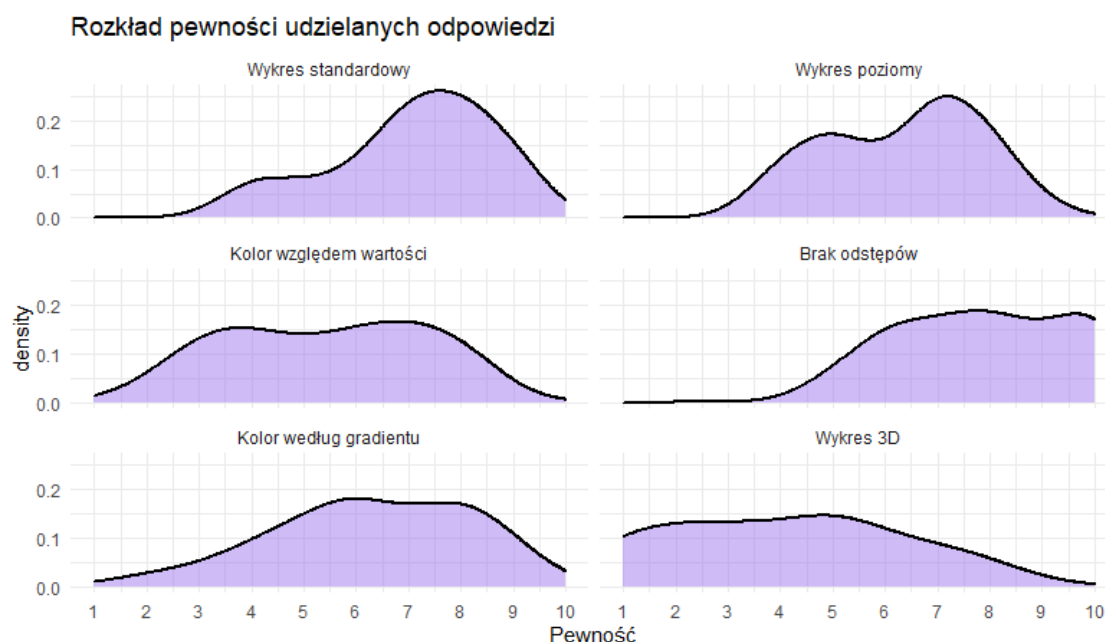 Rozkład pewności udzielanych odpowiedzi
Wykres standardowy
Wykres poziomy
0.2
0.1
0.0
Kolor względem wartości
Brak odstępów
density
0.2
0.1
0.0
Kolor według gradientu
Wykres 3D
0.2
0.1
0.0
1 2 3 4 5 6 7 8 9 10
1 2 3 4 5 6 7 8 9 10
Pewność